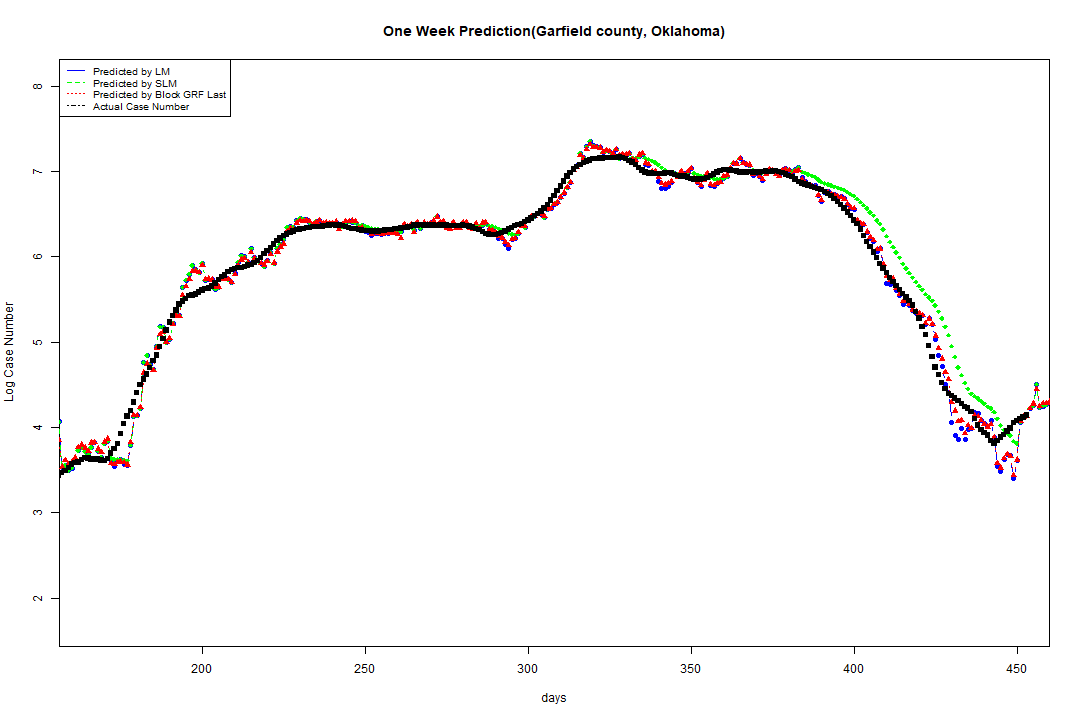 One Week Prediction(Garfield county, Oklahoma)
Predicted by LM
Predicted by SLM
Predicted by Block GRF Last
Actual Case Number
8
7
6
5
4
3
2
Log Case Number
200 250 300 350 400 450
days